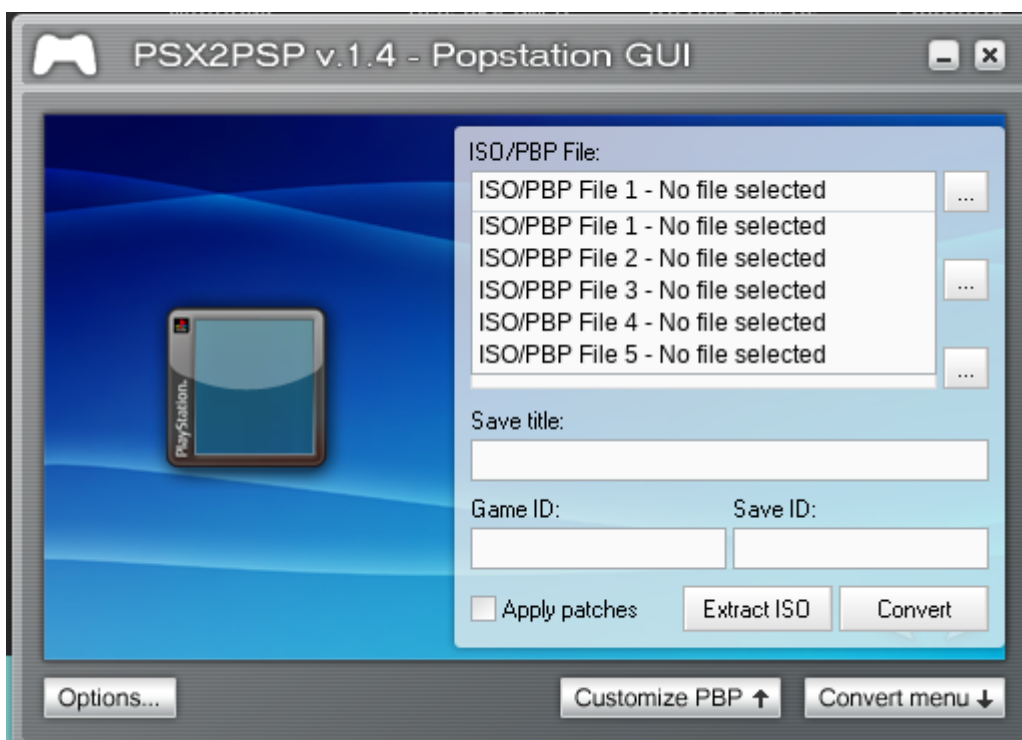 PSX2PSP v.1.4 - Popstation GUI
ISO/PBP File:
ISO/PBP File 1 - No file selected
...
ISO/PBP File 1 - No file selected
ISO/PBP File 2 - No file selected
ISO/PBP File 3 - No file selected
...
ISO/PBP File 4 - No file selected
ISO/PBP File 5 - No file selected
...
PlayStation.
Save title:
Game ID:
Save ID:
Apply patches
Extract ISO
Convert
Options...
Customize PBP ↑
Convert menu ↓